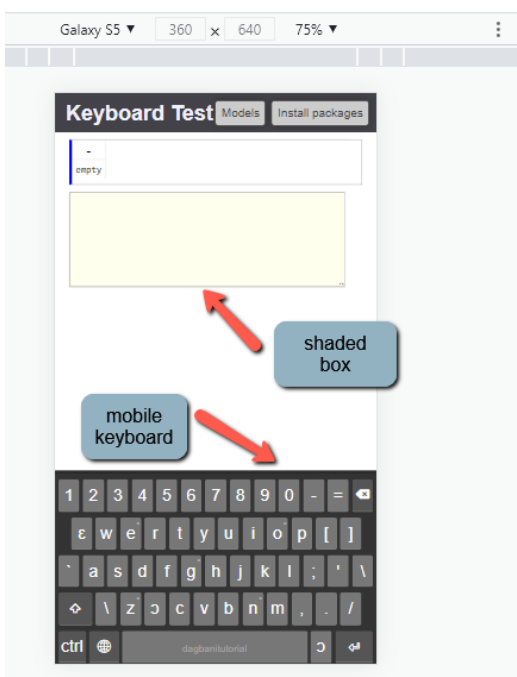 Galaxy S5 ▼ 360 × 640 75% ▼
Keyboard Test Models Install packages
-
empty
shaded
box
mobile
keyboard
1 2 3 4 5 6 7 8 9 0 - =
ɛ w e r t y u i o p [ ]
` a s d f g h j k l ; ' \
\ z ɔ c v b n m , . /
ctrl dagbanitutorial ɔ